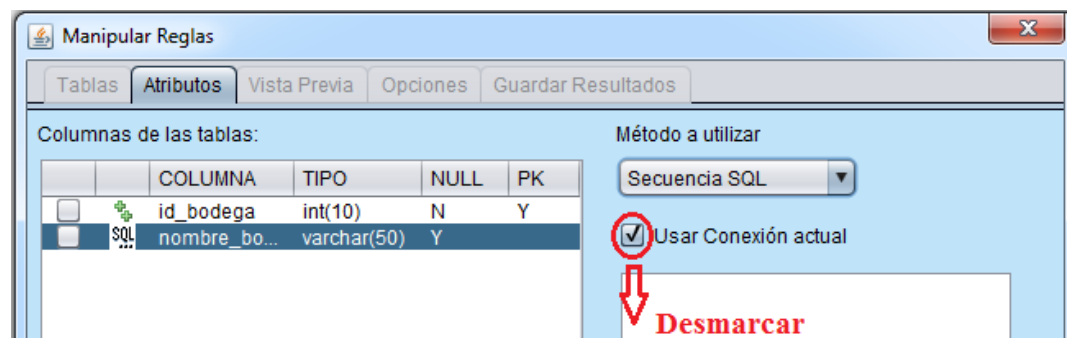 Manipular Reglas
Tablas Atributos Vista Previa Opciones Guardar Resultados
Columnas de las tablas:
Método a utilizar
COLUMNA TIPO NULL PK
Secuencia SQL
id_bodega int(10) N Y
SQL nombre_bo... varchar(50) Y
Usar Conexión actual
Desmarcar